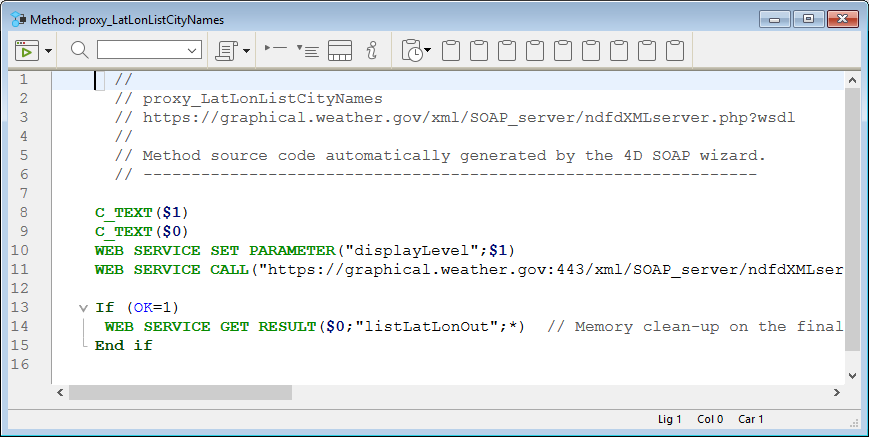 Method: proxy_LatLonListCityNames
1 //
2 // proxy_LatLonListCityNames
3 // https://graphical.weather.gov/xml/SOAP_server/ndfdXMLserver.php?wsdl
4 //
5 // Method source code automatically generated by the 4D SOAP wizard.
6 // ----------------------------------------------------------------
7
8 C_TEXT($1)
9 C_TEXT($0)
10 WEB SERVICE SET PARAMETER("displayLevel";$1)
11 WEB SERVICE CALL("https://graphical.weather.gov:443/xml/SOAP_server/ndfdXMLser
12
13 If (OK=1)
14 WEB SERVICE GET RESULT($0;"listLatLonOut";*) // Memory clean-up on the final
15 End if
16
Lig 1 Col 0 Car 1